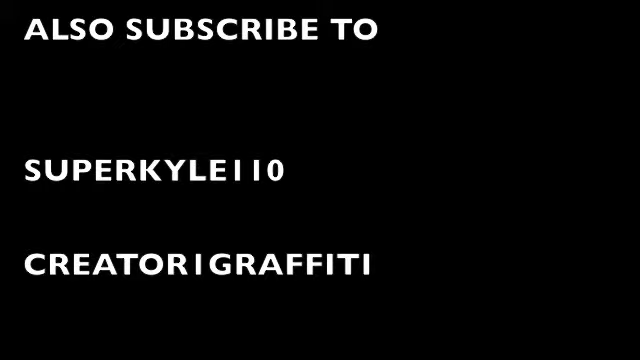 ALSO SUBSCRIBE TO
SUPERKYLE110
CREATOR1GRAFFITI